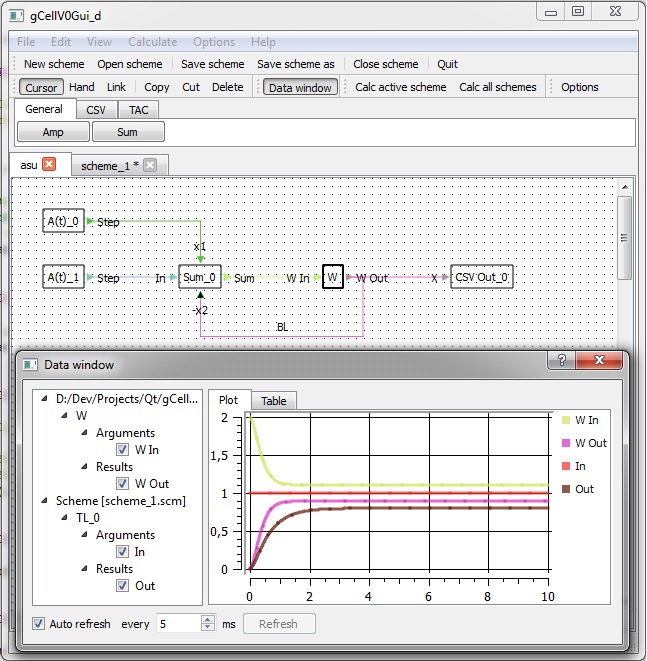 gCellV0Gui_d
File Edit View Calculate Options Help
New scheme Open scheme Save scheme Save scheme as Close scheme Quit
Cursor Hand Link Copy Cut Delete Data window Calc active scheme Calc all schemes Options
General CSV TAC
Amp Sum
asu scheme_1 *
A(t)_0 Step
x1
A(t)_1 Step In Sum_0 Sum W In W W Out X CSV Out_0
-x2
BL
Data window
D:/Dev/Projects/Qt/gCell...
W
Arguments
W In
Results
W Out
Scheme [scheme_1.scm]
TL_0
Arguments
In
Results
Out
Plot Table
2
1,5
1
0,5
0
0 2 4 6 8 10
W In
W Out
In
Out
Auto refresh every 5 ms Refresh